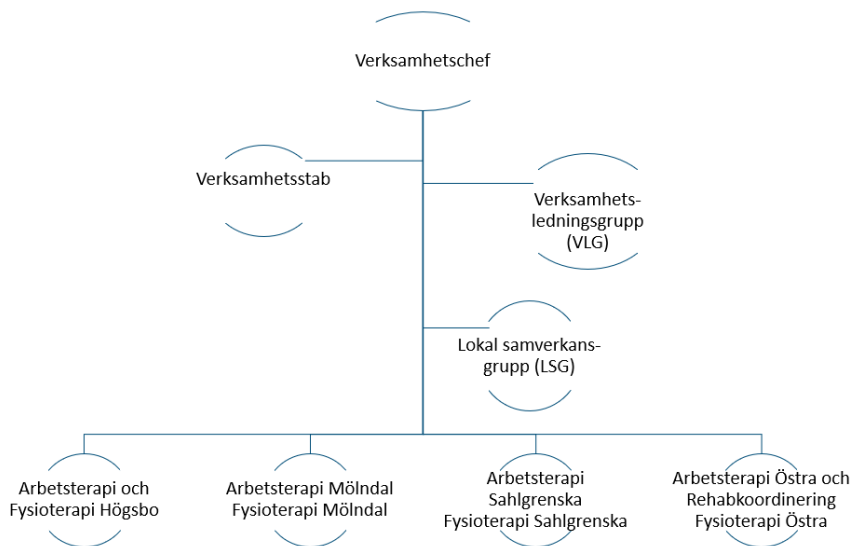 Verksamhetschef
Verksamhetsstab
Verksamhets-
ledningsgrupp
(VLG)
Lokal samverkans-
grupp (LSG)
Arbetsterapi och
Fysioterapi Högsbo
Arbetsterapi Mölndal
Fysioterapi Mölndal
Arbetsterapi
Sahlgrenska
Fysioterapi Sahlgrenska
Arbetsterapi Östra och
Rehabkoordinering
Fysioterapi Östra